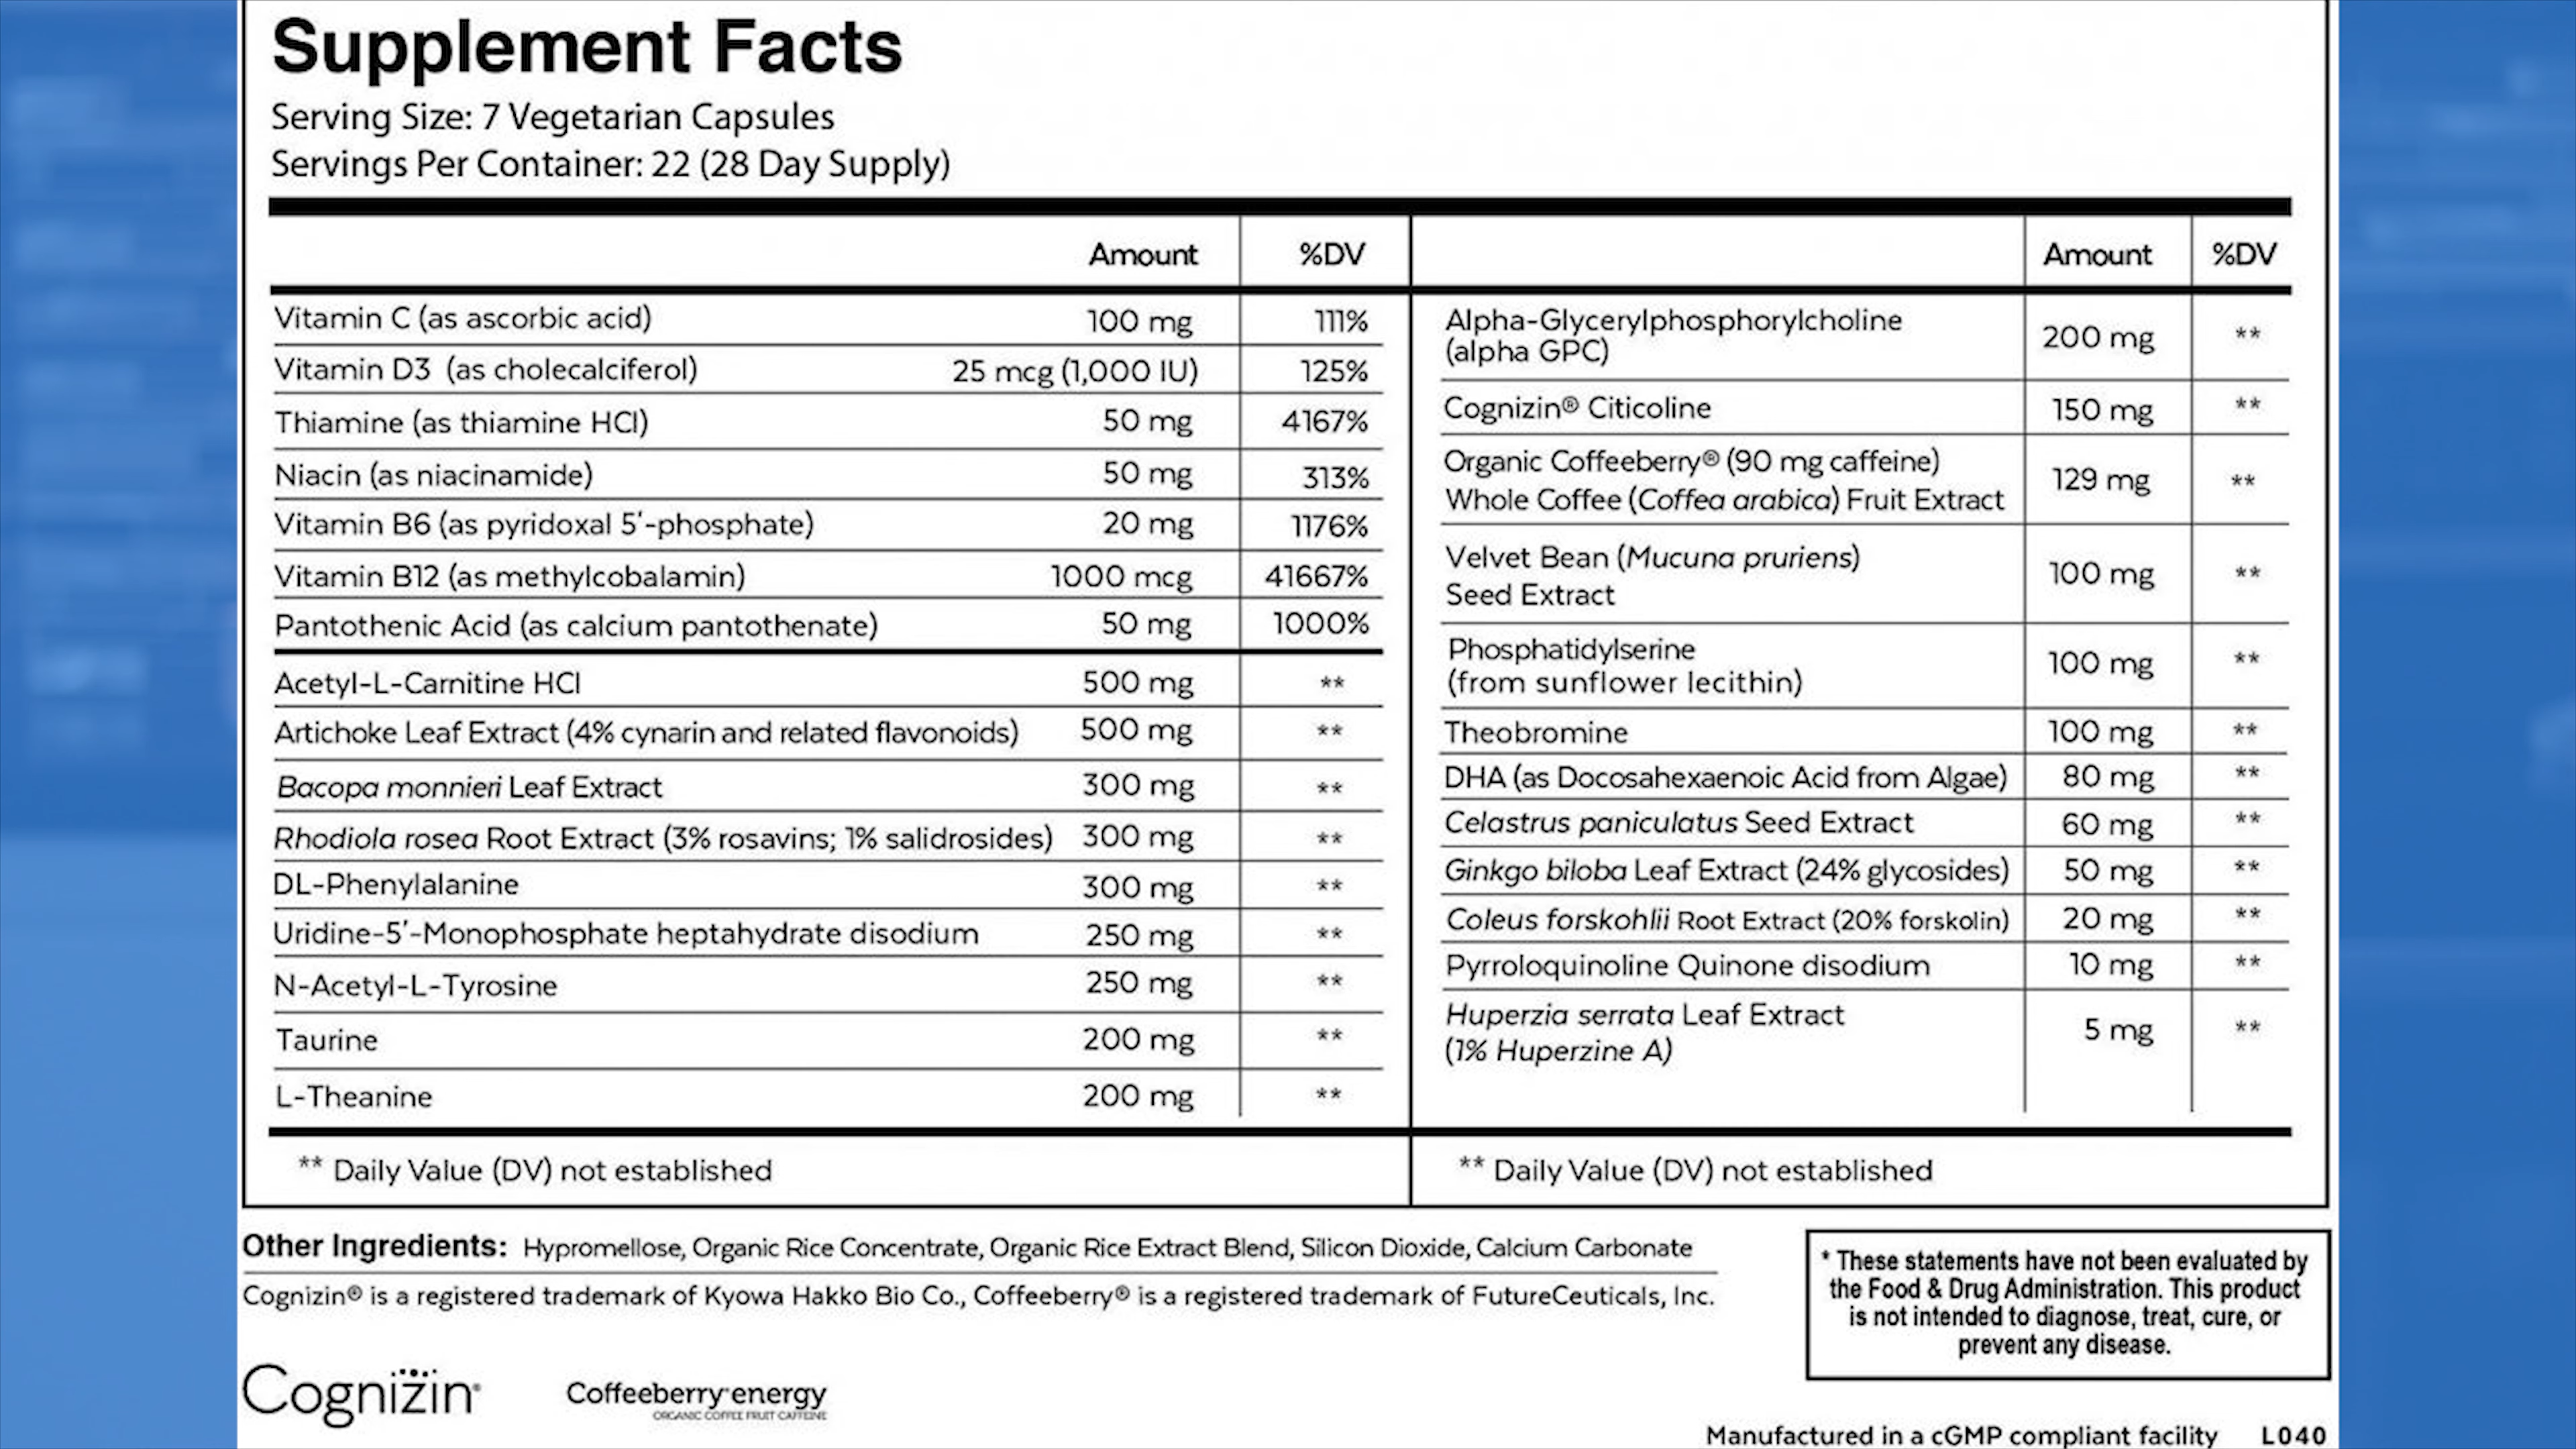 Supplement Facts
Serving Size: 7 Vegetarian Capsules
Servings Per Container: 22 (28 Day Supply)
Amount %DV
Vitamin C (as ascorbic acid) 100 mg 111%
Vitamin D3 (as cholecalciferol) 25 mcg (1,000 IU) 125%
Thiamine (as thiamine HCl) 50 mg 4167%
Niacin (as niacinamide) 50 mg 313%
Vitamin B6 (as pyridoxal 5'-phosphate) 20 mg 1176%
Vitamin B12 (as methylcobalamin) 1000 mcg 41667%
Pantothenic Acid (as calcium pantothenate) 50 mg 1000%
Acetyl-L-Carnitine HCl 500 mg **
Artichoke Leaf Extract (4% cynarin and related flavonoids) 500 mg **
Bacopa monnieri Leaf Extract 300 mg **
Rhodiola rosea Root Extract (3% rosavins; 1% salidrosides) 300 mg **
DL-Phenylalanine 300 mg **
Uridine-5'-Monophosphate heptahydrate disodium 250 mg **
N-Acetyl-L-Tyrosine 250 mg **
Taurine 200 mg **
L-Theanine 200 mg **
** Daily Value (DV) not established
Amount %DV
Alpha-Glycerylphosphorylcholine
(alpha GPC) 200 mg **
Cognizin® Citicoline 150 mg **
Organic Coffeeberry® (90 mg caffeine)
Whole Coffee (Coffea arabica) Fruit Extract 129 mg **
Velvet Bean (Mucuna pruriens)
Seed Extract 100 mg **
Phosphatidylserine
(from sunflower lecithin) 100 mg **
Theobromine 100 mg **
DHA (as Docosahexaenoic Acid from Algae) 80 mg **
Celastrus paniculatus Seed Extract 60 mg **
Ginkgo biloba Leaf Extract (24% glycosides) 50 mg **
Coleus forskohlii Root Extract (20% forskolin) 20 mg **
Pyrroloquinoline Quinone disodium 10 mg **
Huperzia serrata Leaf Extract
(1% Huperzine A) 5 mg **
** Daily Value (DV) not established
Other Ingredients: Hypromellose, Organic Rice Concentrate, Organic Rice Extract Blend, Silicon Dioxide, Calcium Carbonate
Cognizin® is a registered trademark of Kyowa Hakko Bio Co., Coffeeberry® is a registered trademark of FutureCeuticals, Inc.
* These statements have not been evaluated by
the Food & Drug Administration. This product
is not intended to diagnose, treat, cure, or
prevent any disease.
Cognizin®
Coffeeberry® energy
ORGANIC COFFEE FRUIT CAFFEINE
Manufactured in a cGMP compliant facility L040